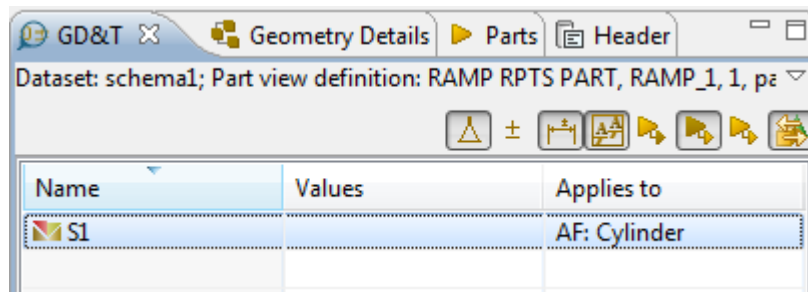 GD&T Geometry Details Parts Header
Dataset: schema1; Part view definition: RAMP RPTS PART, RAMP_1, 1, pa
Name Values Applies to
S1 AF: Cylinder